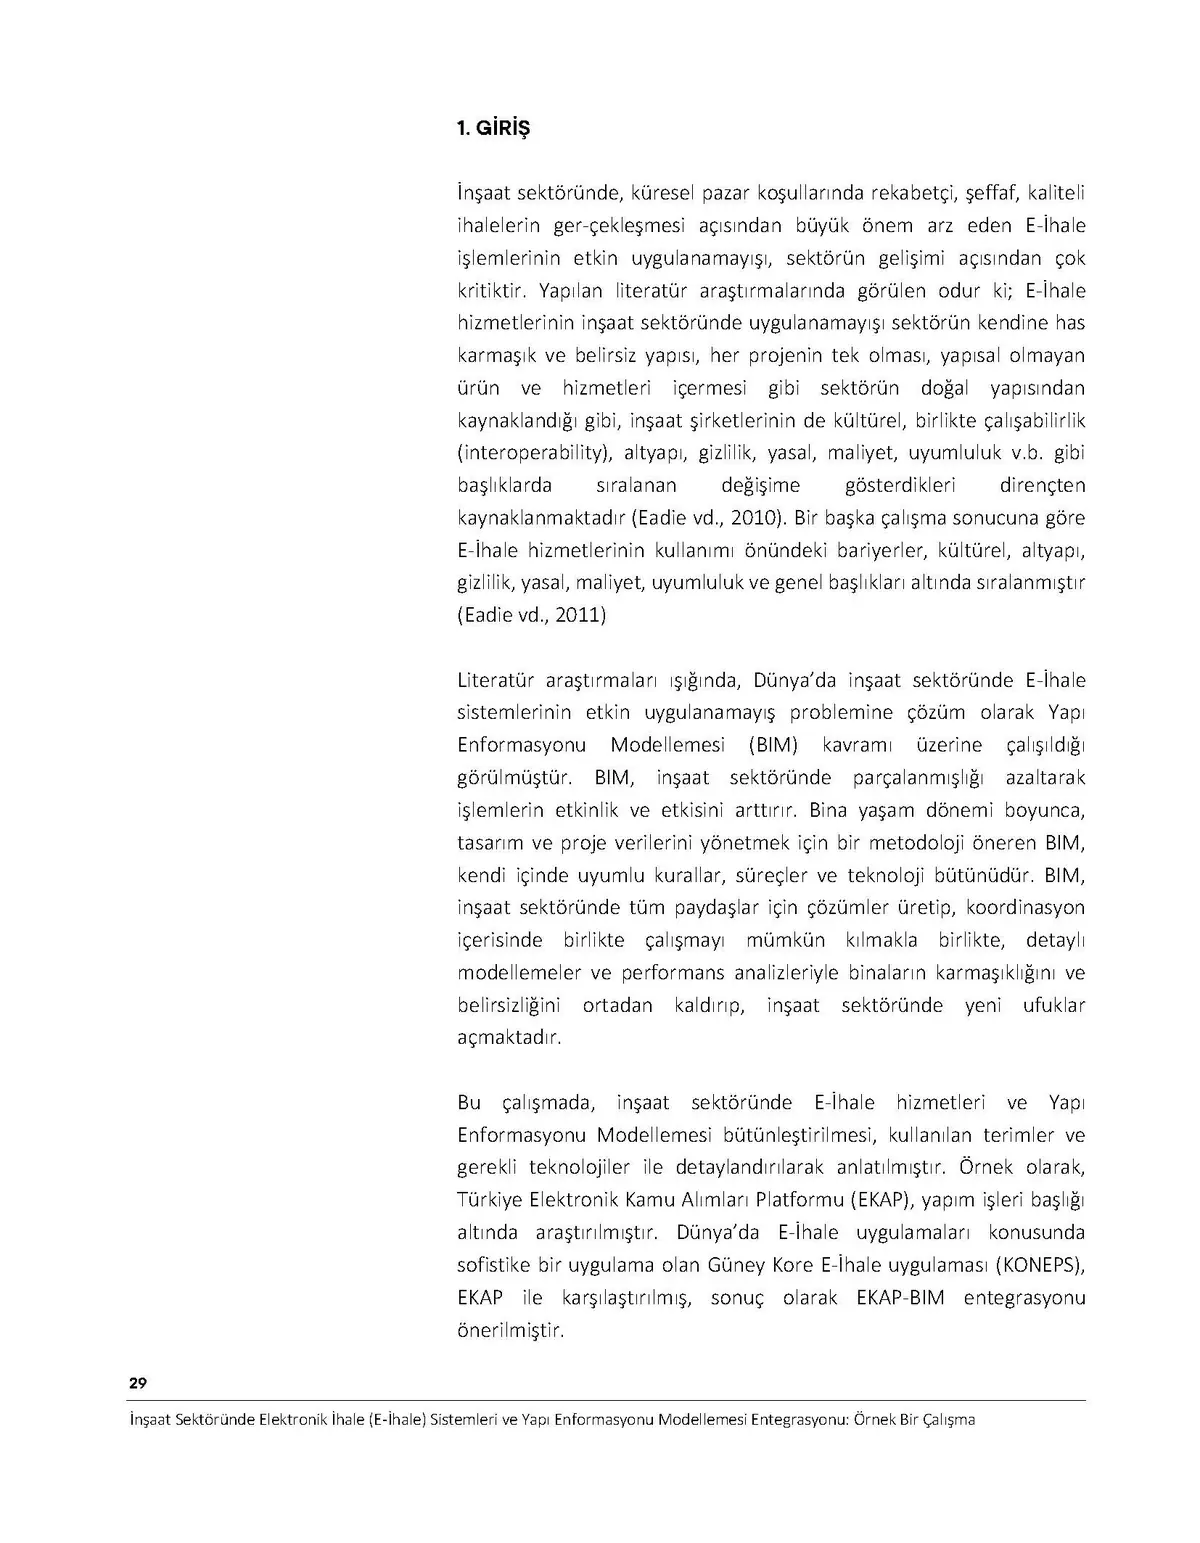 1. GİRİŞ
İnşaat sektöründe, küresel pazar koşullarında rekabetçi, şeffaf, kaliteli
ihalelerin ger-çekleşmesi açısından büyük önem arz eden E-İhale
işlemlerinin etkin uygulanamayışı, sektörün gelişimi açısından çok
kritiktir. Yapılan literatür araştırmalarında görülen odur ki; E-İhale
hizmetlerinin inşaat sektöründe uygulanamayışı sektörün kendine has
karmaşık ve belirsiz yapısı, her projenin tek olması, yapısal olmayan
ürün ve hizmetleri içermesi gibi sektörün doğal yapısından
kaynaklandığı gibi, inşaat şirketlerinin de kültürel, birlikte çalışabilirlik
(interoperability), altyapı, gizlilik, yasal, maliyet, uyumluluk v.b. gibi
başlıklarda sıralanan değişime gösterdikleri dirençten
kaynaklanmaktadır (Eadie vd., 2010). Bir başka çalışma sonucuna göre
E-İhale hizmetlerinin kullanımı önündeki bariyerler, kültürel, altyapı,
gizlilik, yasal, maliyet, uyumluluk ve genel başlıkları altında sıralanmıştır
(Eadie vd., 2011)
Literatür araştırmaları ışığında, Dünya’da inşaat sektöründe E-İhale
sistemlerinin etkin uygulanamayış problemine çözüm olarak Yapı
Enformasyonu Modellemesi (BIM) kavramı üzerine çalışıldığı
görülmüştür. BIM, inşaat sektöründe parçalanmışlığı azaltarak
işlemlerin etkinlik ve etkisini arttırır. Bina yaşam dönemi boyunca,
tasarım ve proje verilerini yönetmek için bir metodoloji öneren BIM,
kendi içinde uyumlu kurallar, süreçler ve teknoloji bütünüdür. BIM,
inşaat sektöründe tüm paydaşlar için çözümler üretip, koordinasyon
içerisinde birlikte çalışmayı mümkün kılmakla birlikte, detaylı
modellemeler ve performans analizleriyle binaların karmaşıklığını ve
belirsizliğini ortadan kaldırıp, inşaat sektöründe yeni ufuklar
açmaktadır.
Bu çalışmada, inşaat sektöründe E-İhale hizmetleri ve Yapı
Enformasyonu Modellemesi bütünleştirilmesi, kullanılan terimler ve
gerekli teknolojiler ile detaylandırılarak anlatılmıştır. Örnek olarak,
Türkiye Elektronik Kamu Alımları Platformu (EKAP), yapım işleri başlığı
altında araştırılmıştır. Dünya’da E-İhale uygulamaları konusunda
sofistike bir uygulama olan Güney Kore E-İhale uygulaması (KONEPS),
EKAP ile karşılaştırılmış, sonuç olarak EKAP-BIM entegrasyonu
önerilmiştir.
29
İnşaat Sektöründe Elektronik İhale (E-İhale) Sistemleri ve Yapı Enformasyonu Modellemesi Entegrasyonu: Örnek Bir Çalışma